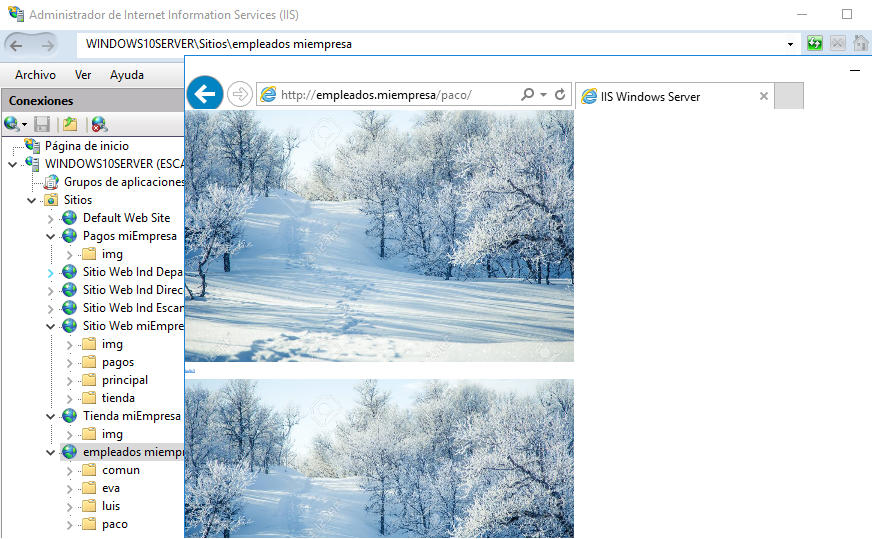 Administrador de Internet Information Services (IIS)
WINDOWS10SERVER\Sitios\empleados miempresa
Archivo Ver Ayuda
Conexiones
http://empleados.miempresa/paco/
IIS Windows Server
Página de inicio
WINDOWS10SERVER (ESCA
Grupos de aplicaciones
Sitios
Default Web Site
Pagos miEmpresa
img
Sitio Web Ind Depa
Sitio Web Ind Direc
Sitio Web Ind Escar
Sitio Web miEmpre
img
pagos
principal
tienda
Tienda miEmpresa
img
empleados miempr
comun
eva
luis
paco